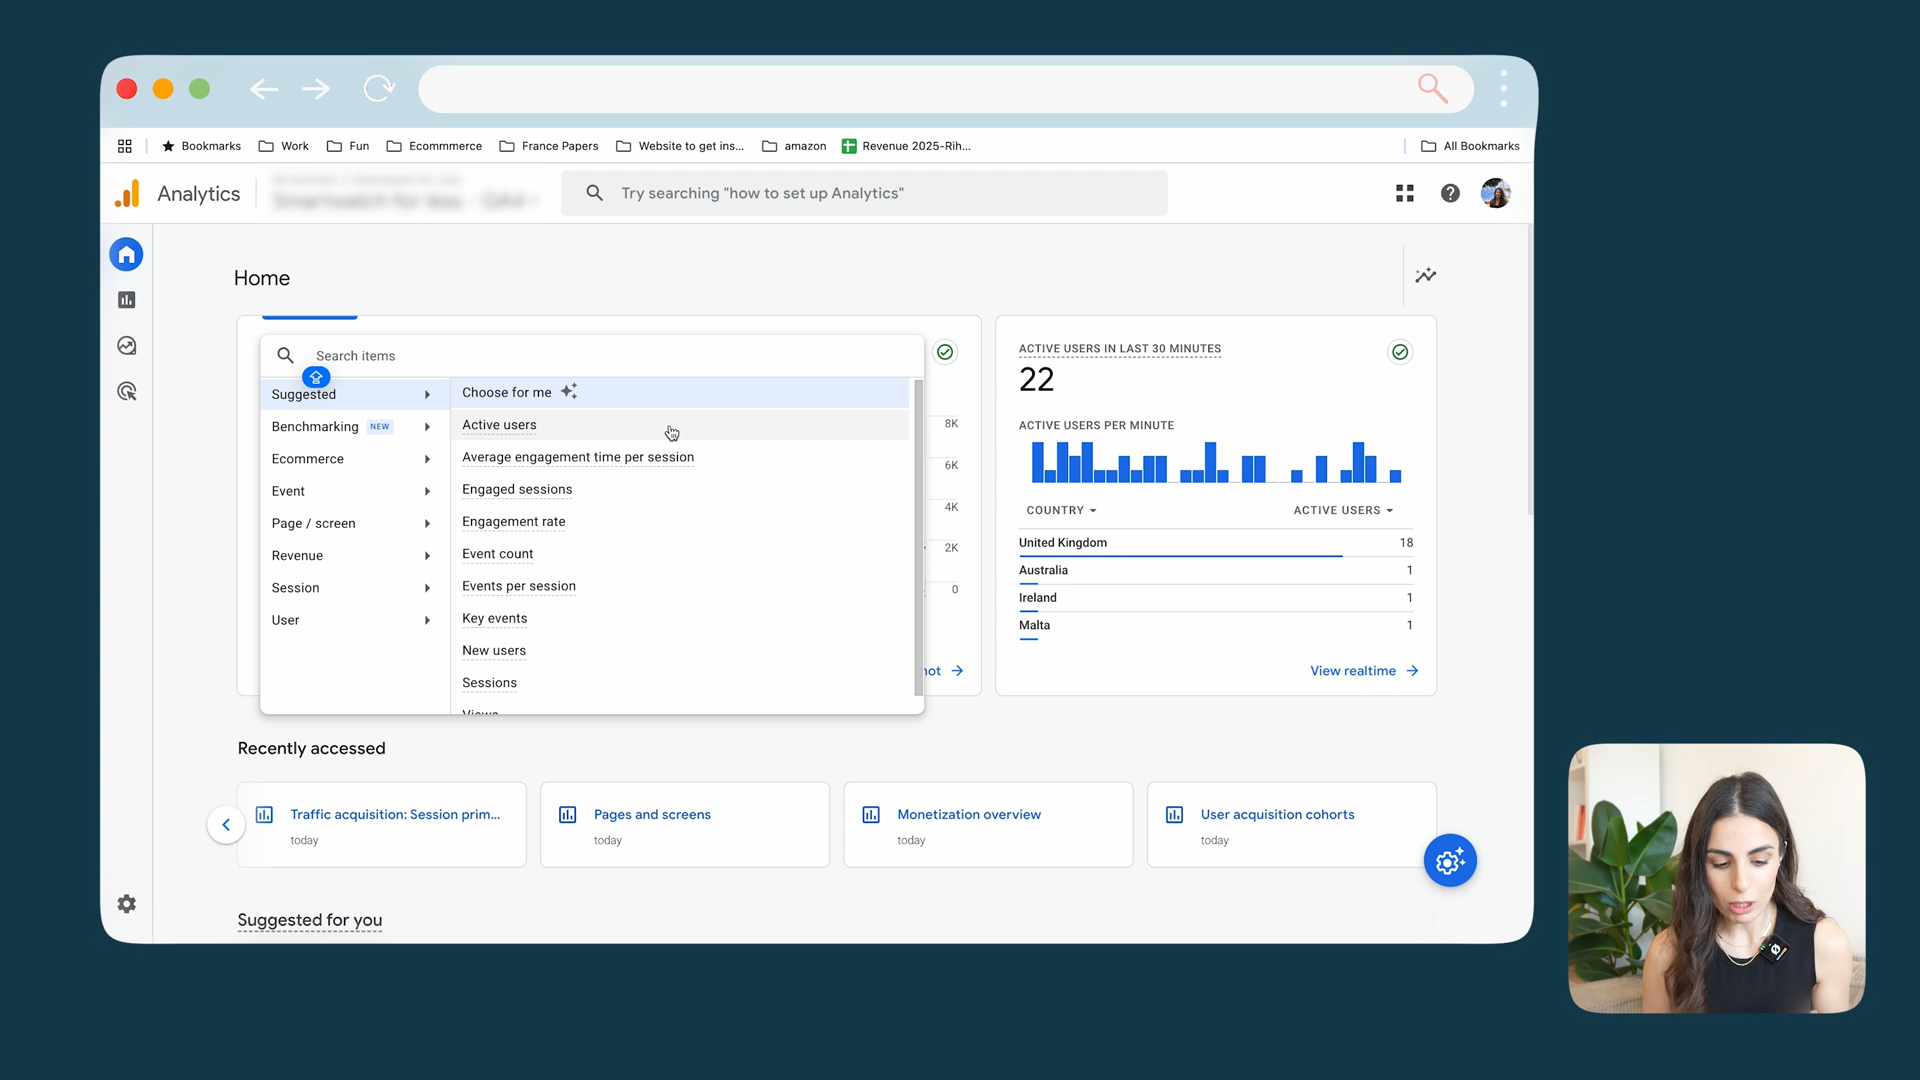 Bookmarks
Work
Fun
Ecommmerce
France Papers
Website to get ins...
amazon
Revenue 2025-Rih...
All Bookmarks
Analytics
Try searching "how to set up Analytics"
Home
Search items
Suggested
Benchmarking NEW
Ecommerce
Event
Page / screen
Revenue
Session
User
Choose for me
Active users
Average engagement time per session
Engaged sessions
Engagement rate
Event count
Events per session
Key events
New users
Sessions
Views
8K
6K
4K
2K
0
ACTIVE USERS IN LAST 30 MINUTES
22
ACTIVE USERS PER MINUTE
COUNTRY
ACTIVE USERS
United Kingdom 18
Australia 1
Ireland 1
Malta 1
View realtime
Recently accessed
Traffic acquisition: Session prim...
today
Pages and screens
today
Monetization overview
today
User acquisition cohorts
today
Suggested for you